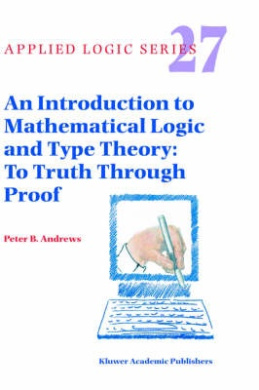 APPLIED LOGIC SERIES 27
An Introduction to
Mathematical Logic
and Type Theory:
To Truth Through
Proof
Peter B. Andrews
Kluwer Academic Publishers